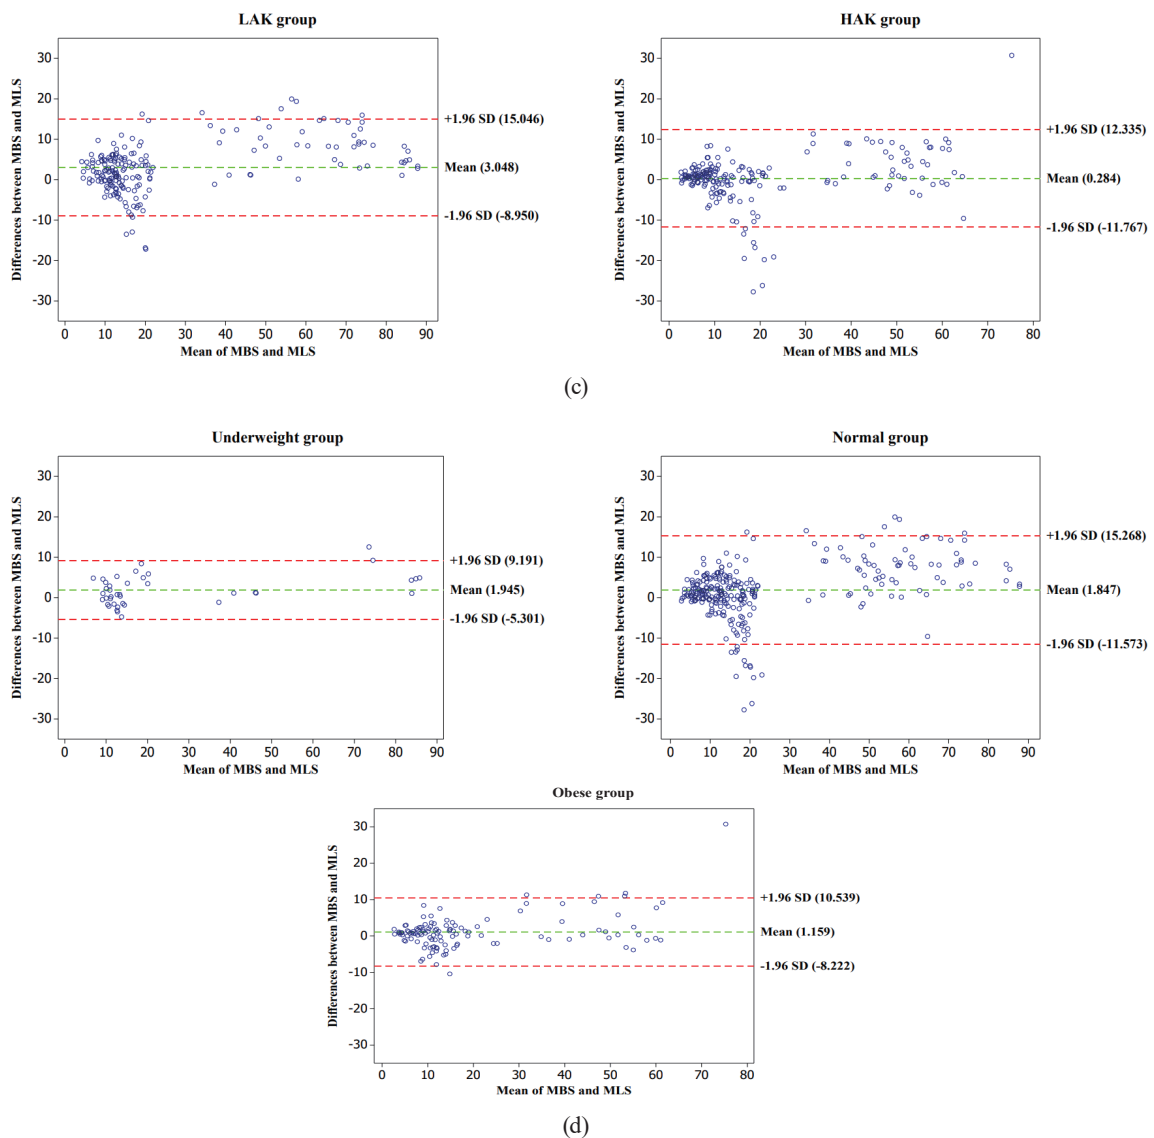 LAK group
Differences between MBS and MLS
30
20
10
0
-10
-20
-30
+1.96 SD (15.046)
Mean (3.048)
-1.96 SD (-8.950)
0 10 20 30 40 50 60 70 80 90
Mean of MBS and MLS
HAK group
Differences between MBS and MLS
30
20
10
0
-10
-20
-30
+1.96 SD (12.335)
Mean (0.284)
-1.96 SD (-11.767)
0 10 20 30 40 50 60 70 80
Mean of MBS and MLS
(c)
Underweight group
Differences between MBS and MLS
30
20
10
0
-10
-20
-30
+1.96 SD (9.191)
Mean (1.945)
-1.96 SD (-5.301)
0 10 20 30 40 50 60 70 80 90
Mean of MBS and MLS
Normal group
Differences between MBS and MLS
30
20
10
0
-10
-20
-30
+1.96 SD (15.268)
Mean (1.847)
-1.96 SD (-11.573)
0 10 20 30 40 50 60 70 80 90
Mean of MBS and MLS
Obese group
Differences between MBS and MLS
30
20
10
0
-10
-20
-30
+1.96 SD (10.539)
Mean (1.159)
-1.96 SD (-8.222)
0 10 20 30 40 50 60 70 80
Mean of MBS and MLS
(d)